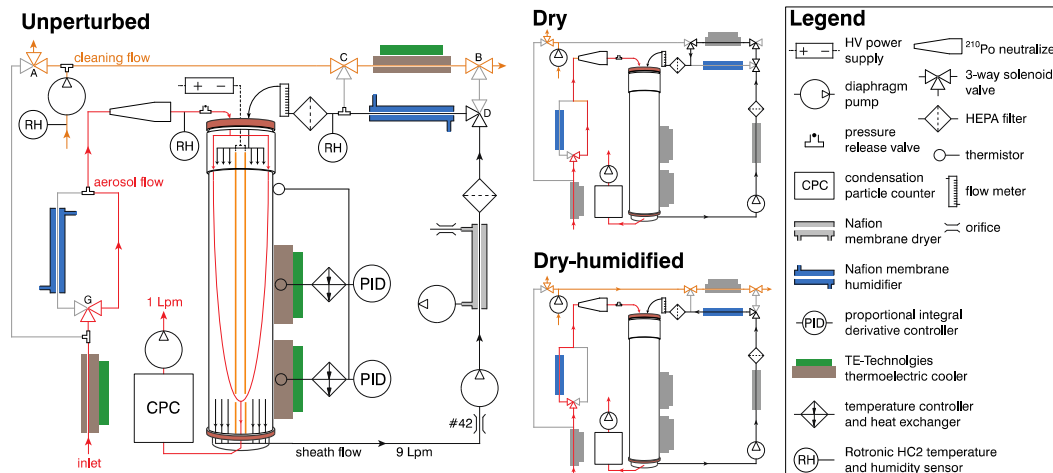 Unperturbed
A
cleaning flow
C
B
+ -
RH
RH
RH
D
aerosol flow
G
1 Lpm
PID
PID
CPC
#42
inlet
sheath flow
9 Lpm
Dry
Dry-humidified
Legend
+ -
HV power
supply
210Po neutralize
diaphragm
pump
3-way solenoid
valve
HEPA filter
pressure
release valve
thermistor
CPC
condensation
particle counter
flow meter
Nafion
membrane dryer
orifice
Nafion membrane
humidifier
PID
proportional integral
derivative controller
TE-Technolgies
thermoelectric cooler
temperature controller
and heat exchanger
RH
Rotronic HC2 temperature
and humidity sensor